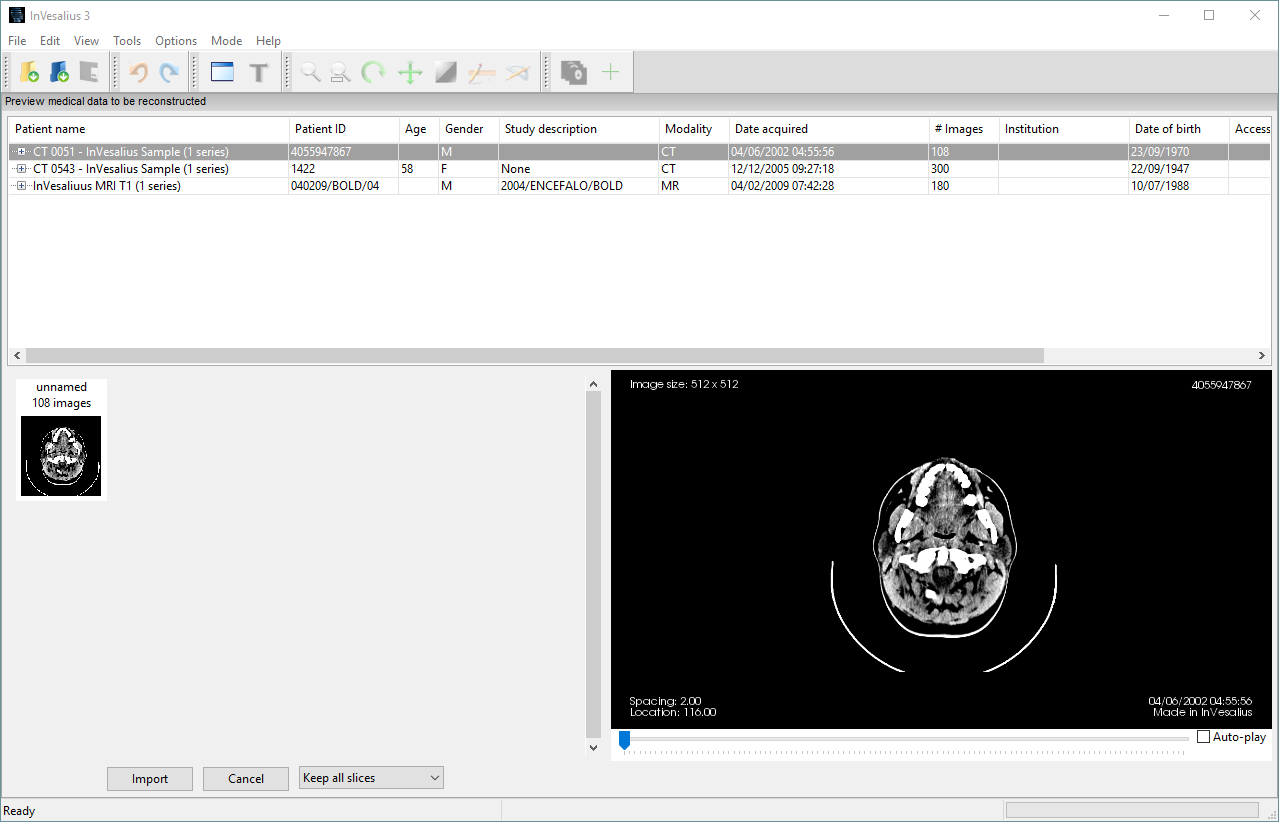 InVesalius 3
File Edit View Tools Options Mode Help
Preview medical data to be reconstructed
Patient name Patient ID Age Gender Study description Modality Date acquired # Images Institution Date of birth Access
CT 0051 - InVesalius Sample (1 series) 4055947867 M CT 04/06/2002 04:55:56 108 23/09/1970
CT 0543 - InVesalius Sample (1 series) 1422 58 F None CT 12/12/2005 09:27:18 300 22/09/1947
InVesaliuus MRI T1 (1 series) 040209/BOLD/04 M 2004/ENCEFALO/BOLD MR 04/02/2009 07:42:28 180 10/07/1988
unnamed
108 images
Image size: 512 x 512
4055947867
Spacing: 2.00
Location: 116.00
04/06/2002 04:55:56
Made in InVesalius
Auto-play
Import Cancel Keep all slices
Ready